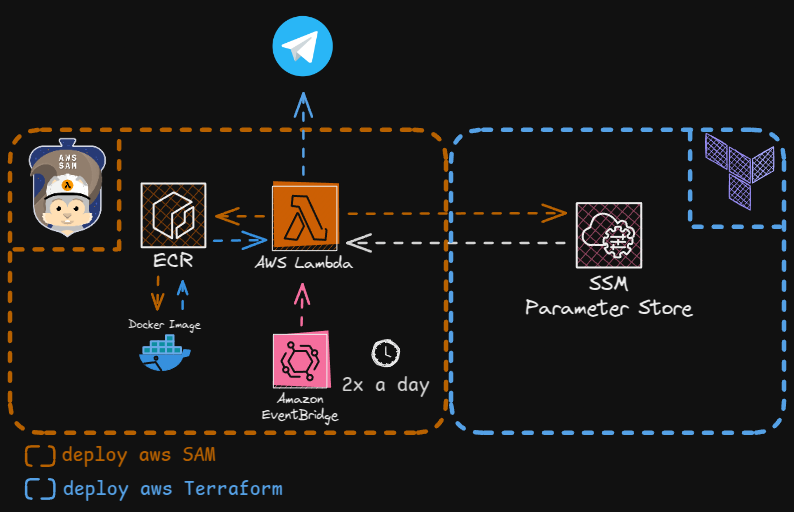 AWS
SAM
ECR
AWS Lambda
SSM
Parameter Store
Docker Image
2x a day
Amazon
EventBridge
deploy aws SAM
deploy aws Terraform